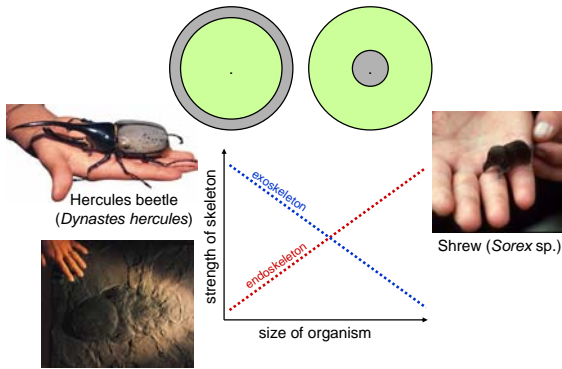 Hercules beetle
(Dynastes hercules)
exoskeleton
endoskeleton
strength of skeleton
size of organism
Shrew (Sorex sp.)